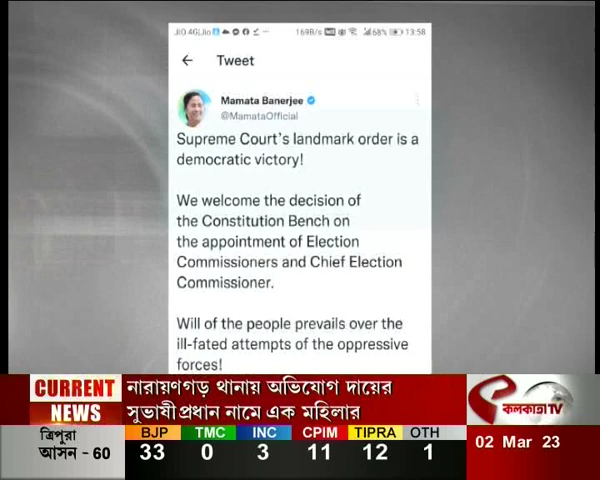 JIO 4G Jio 169B/s 68% 13:58
← Tweet
Mamata Banerjee
@MamataOfficial
Supreme Court's landmark order is a
democratic victory!
We welcome the decision of
the Constitution Bench on
the appointment of Election
Commissioners and Chief Election
Commissioner.
Will of the people prevails over the
ill-fated attempts of the oppressive
forces!
CURRENT
NEWS
নারায়ণগড় থানায় অভিযোগ দায়ের
সুভাষীপ্রধান নামে এক মহিলার
কলকাতা TV
ত্রিপুরা
আসন - 60
BJP TMC INC CPIM TIPRA OTH
33 0 3 11 12 1
02 Mar 23